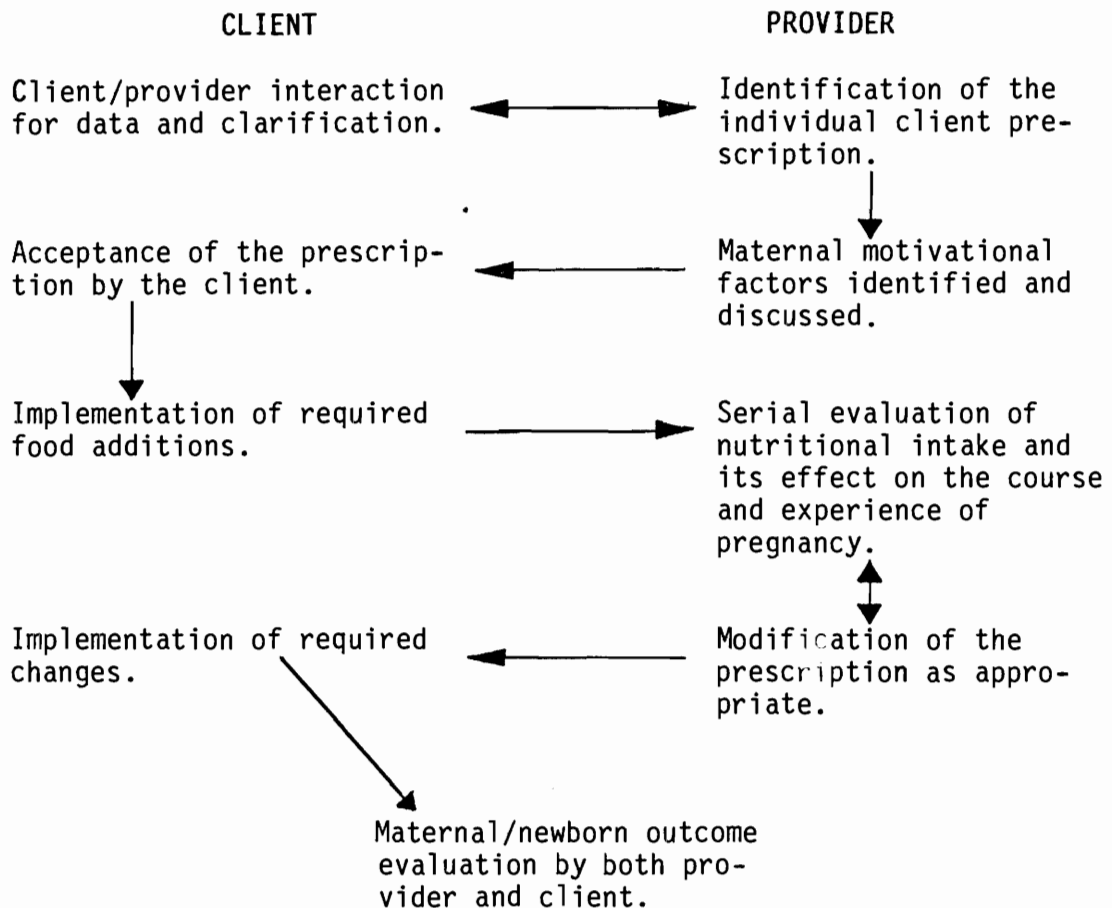 CLIENT
PROVIDER
Client/provider interaction
for data and clarification.
Identification of the
individual client pre-
scription.
Acceptance of the prescrip-
tion by the client.
Maternal motivational
factors identified and
discussed.
Implementation of required
food additions.
Serial evaluation of
nutritional intake and
its effect on the course
and experience of
pregnancy.
Implementation of required
changes.
Modification of the
prescription as appro-
priate.
Maternal/newborn outcome
evaluation by both pro-
vider and client.